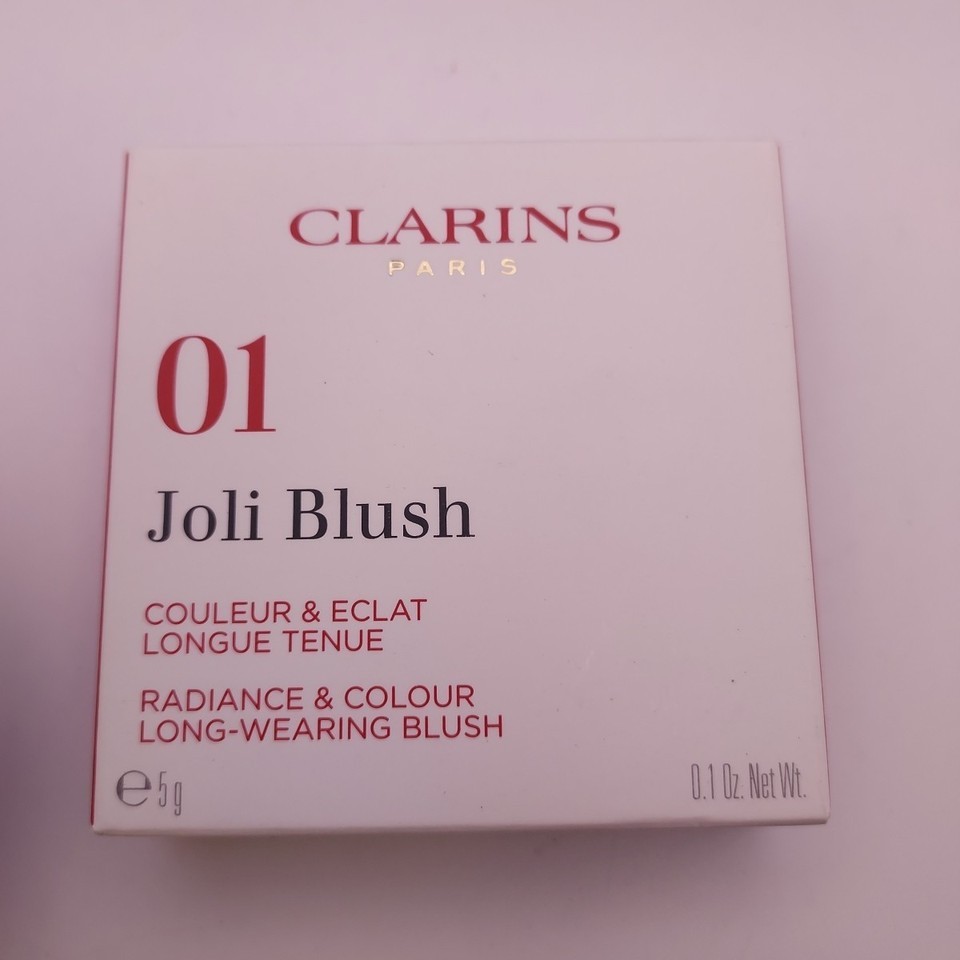 CLARINS
PARIS
01
Joli Blush
COULEUR & ECLAT
LONGUE TENUE
RADIANCE & COLOUR
LONG-WEARING BLUSH
℮ 5 g
0.1 Oz. Net Wt.